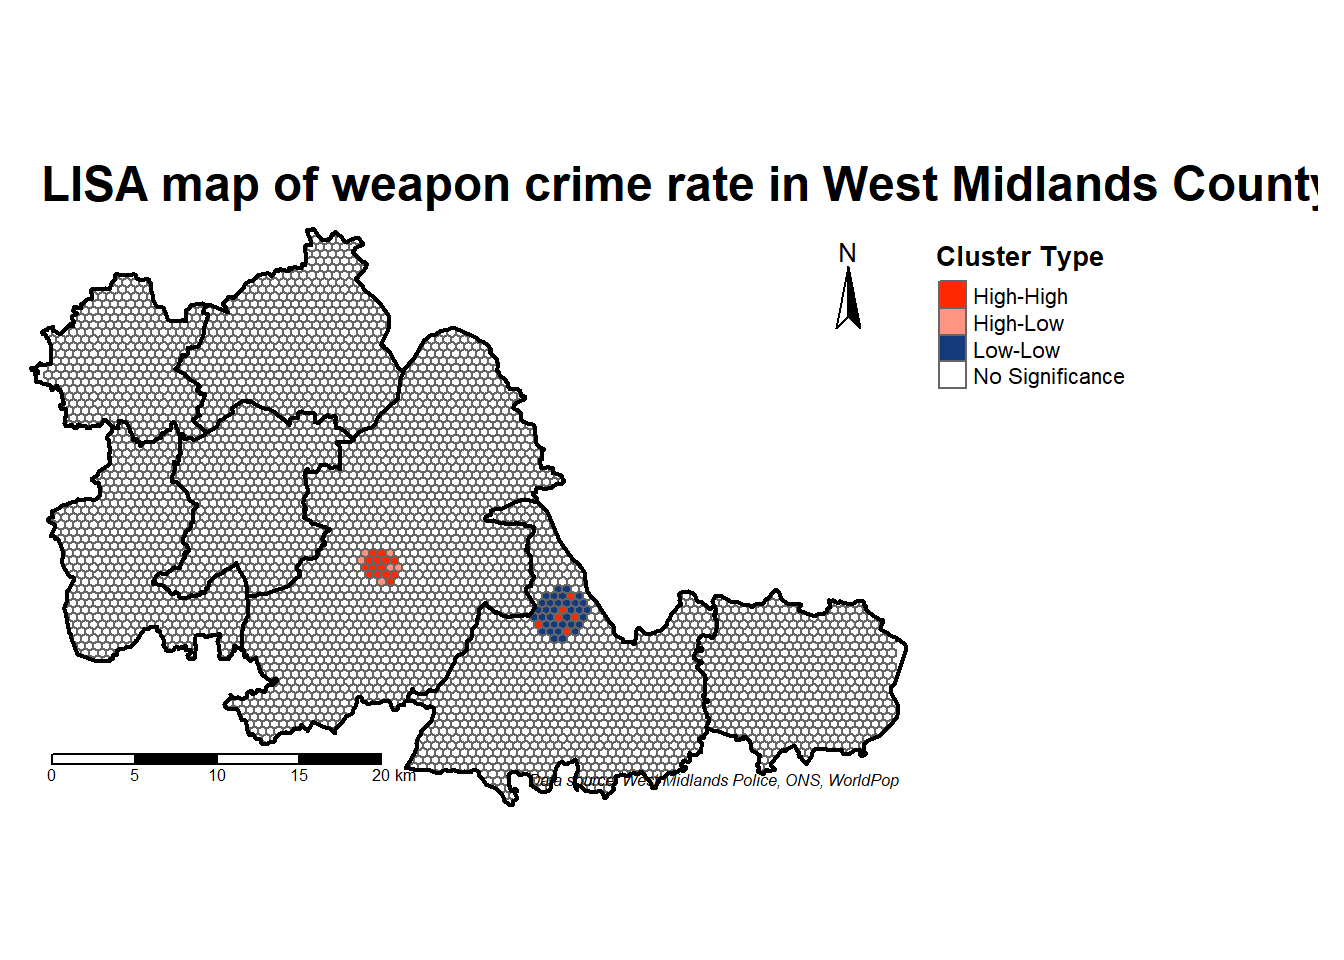 LISA map of weapon crime rate in West Midlands County
N
Cluster Type
High-High
High-Low
Low-Low
No Significance
0 5 10 15 20 km
Data source: West Midlands Police, ONS, WorldPop